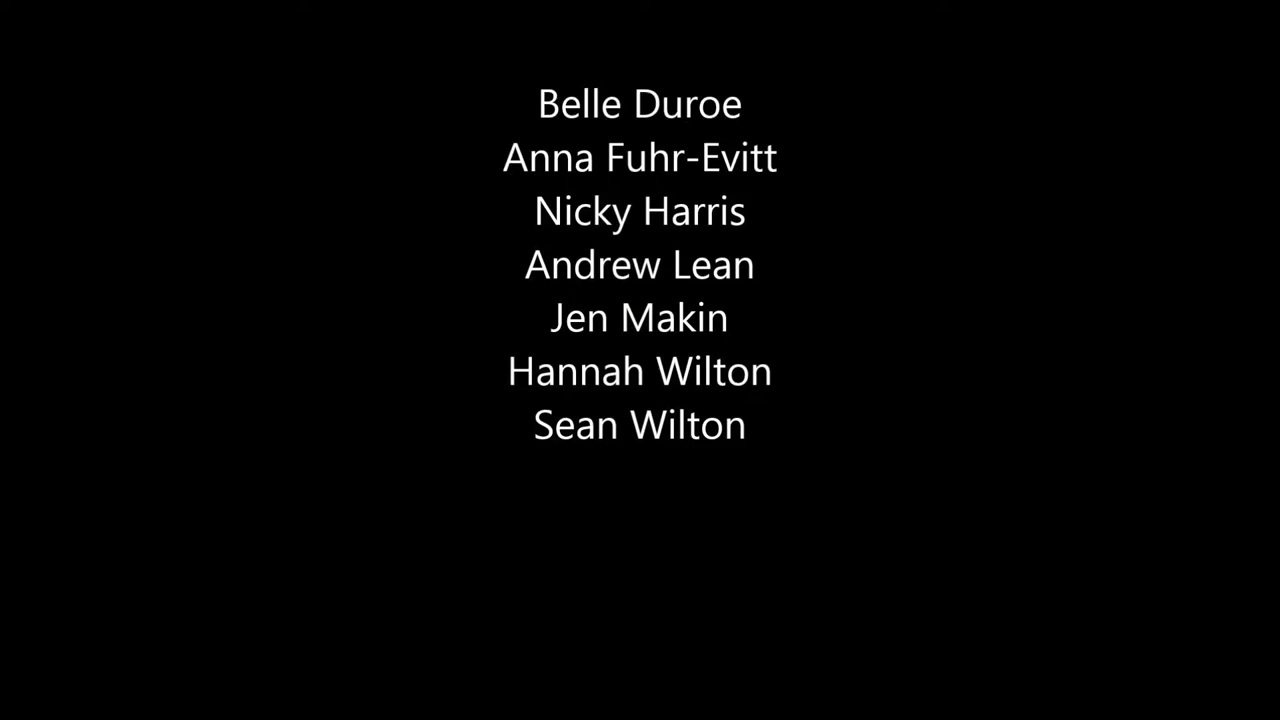 Belle Duroe
Anna Fuhr-Evitt
Nicky Harris
Andrew Lean
Jen Makin
Hannah Wilton
Sean Wilton